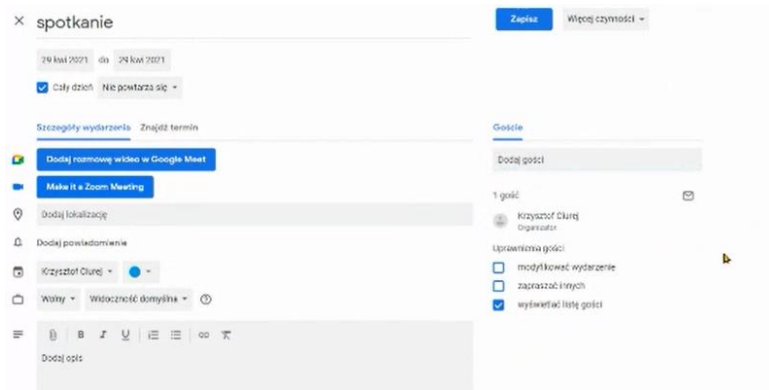 spotkanie
Zapisz
Więcej czynności
29 kwi 2021 do 29 kwi 2021
Cały dzień Nie powtarza się
Szczegóły wydarzenia Znajdź termin
Dodaj rozmowę wideo w Google Meet
Make it a Zoom Meeting
Dodaj lokalizację
Dodaj powiadomienie
Krzysztof Ciurej
Wolny Widoczność domyślna
B I U
Dodaj opis
Goście
Dodaj gości
1 gość
Krzysztof Ciurej
Organizator
Uprawnienia gości
modyfikować wydarzenie
zapraszać innych
wyświetlać listę gości